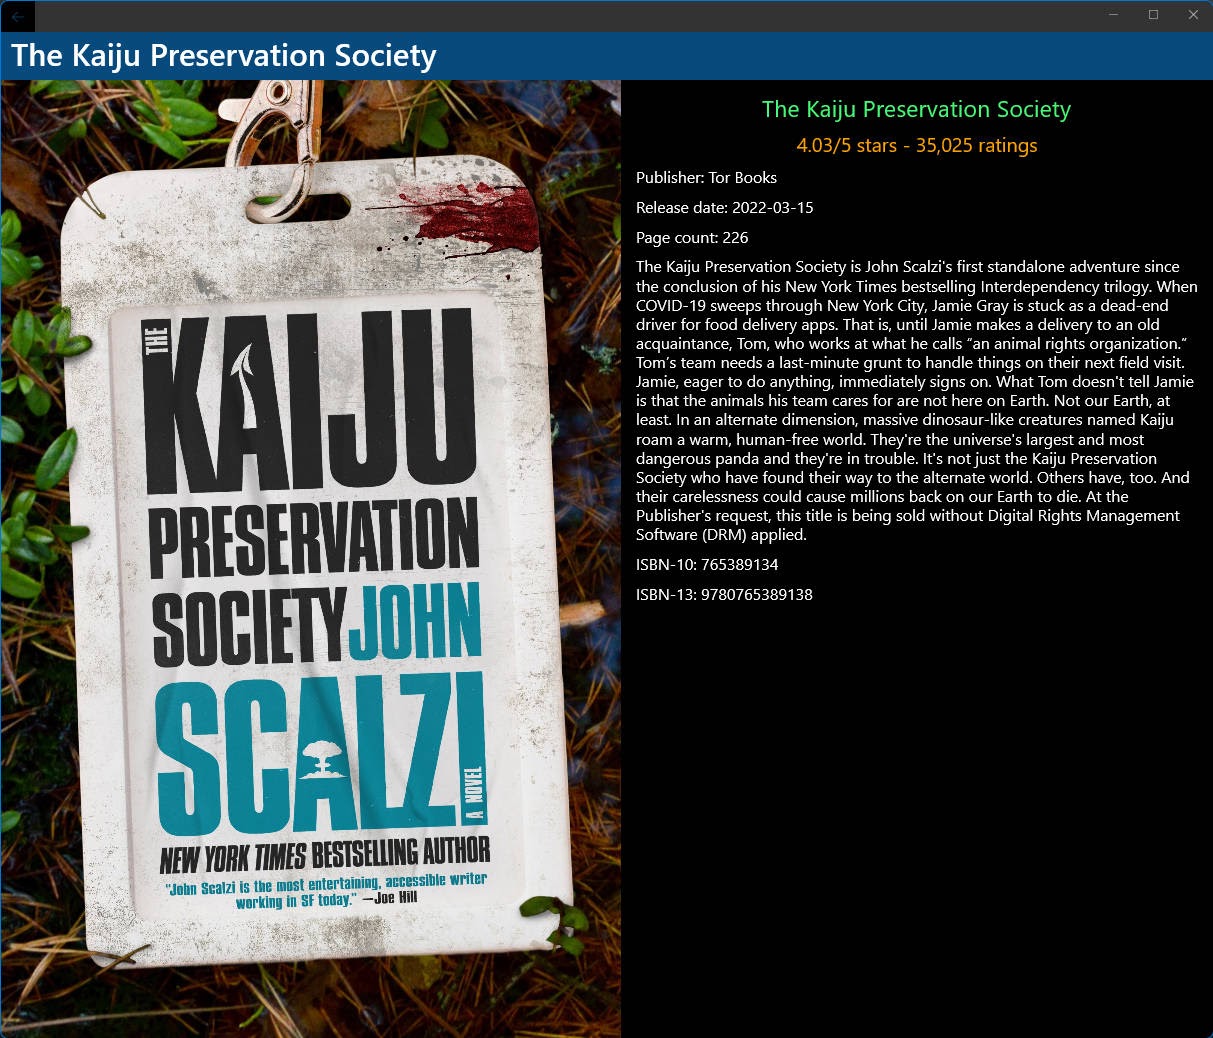 The Kaiju Preservation Society
THE
KAIJU
PRESERVATION
SOCIETY JOHN
SCALZI
A NOVEL
NEW YORK TIMES BESTSELLING AUTHOR
"John Scalzi is the most entertaining, accessible writer
working in SF today." —Joe Hill
The Kaiju Preservation Society
4.03/5 stars - 35,025 ratings
Publisher: Tor Books
Release date: 2022-03-15
Page count: 226
The Kaiju Preservation Society is John Scalzi's first standalone adventure since
the conclusion of his New York Times bestselling Interdependency trilogy. When
COVID-19 sweeps through New York City, Jamie Gray is stuck as a dead-end
driver for food delivery apps. That is, until Jamie makes a delivery to an old
acquaintance, Tom, who works at what he calls “an animal rights organization.”
Tom’s team needs a last-minute grunt to handle things on their next field visit.
Jamie, eager to do anything, immediately signs on. What Tom doesn't tell Jamie
is that the animals his team cares for are not here on Earth. Not our Earth, at
least. In an alternate dimension, massive dinosaur-like creatures named Kaiju
roam a warm, human-free world. They're the universe's largest and most
dangerous panda and they're in trouble. It's not just the Kaiju Preservation
Society who have found their way to the alternate world. Others have, too. And
their carelessness could cause millions back on our Earth to die. At the
Publisher's request, this title is being sold without Digital Rights Management
Software (DRM) applied.
ISBN-10: 765389134
ISBN-13: 9780765389138